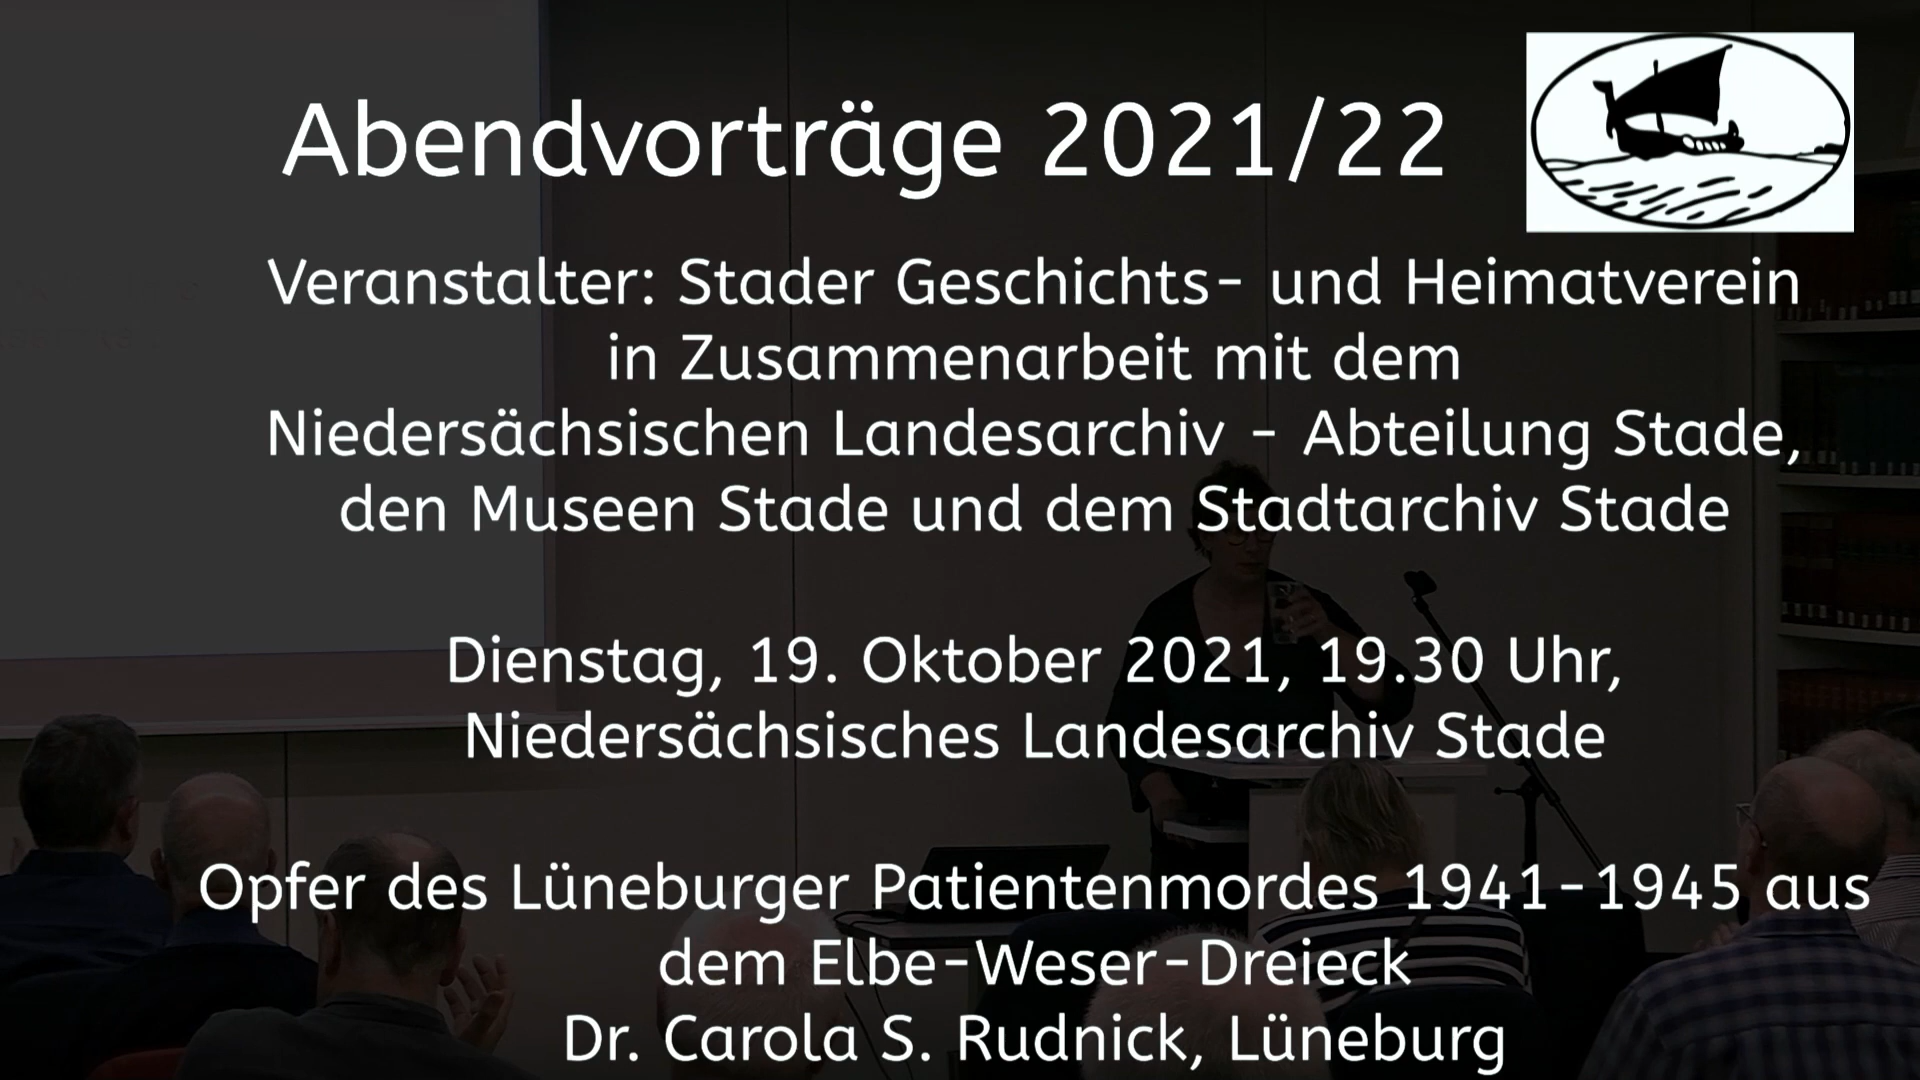 Abendvorträge 2021/22
Veranstalter: Stader Geschichts- und Heimatverein
in Zusammenarbeit mit dem
Niedersächsischen Landesarchiv - Abteilung Stade,
den Museen Stade und dem Stadtarchiv Stade
Dienstag, 19. Oktober 2021, 19.30 Uhr,
Niedersächsisches Landesarchiv Stade
Opfer des Lüneburger Patientenmordes 1941-1945 aus
dem Elbe-Weser-Dreieck
Dr. Carola S. Rudnick, Lüneburg